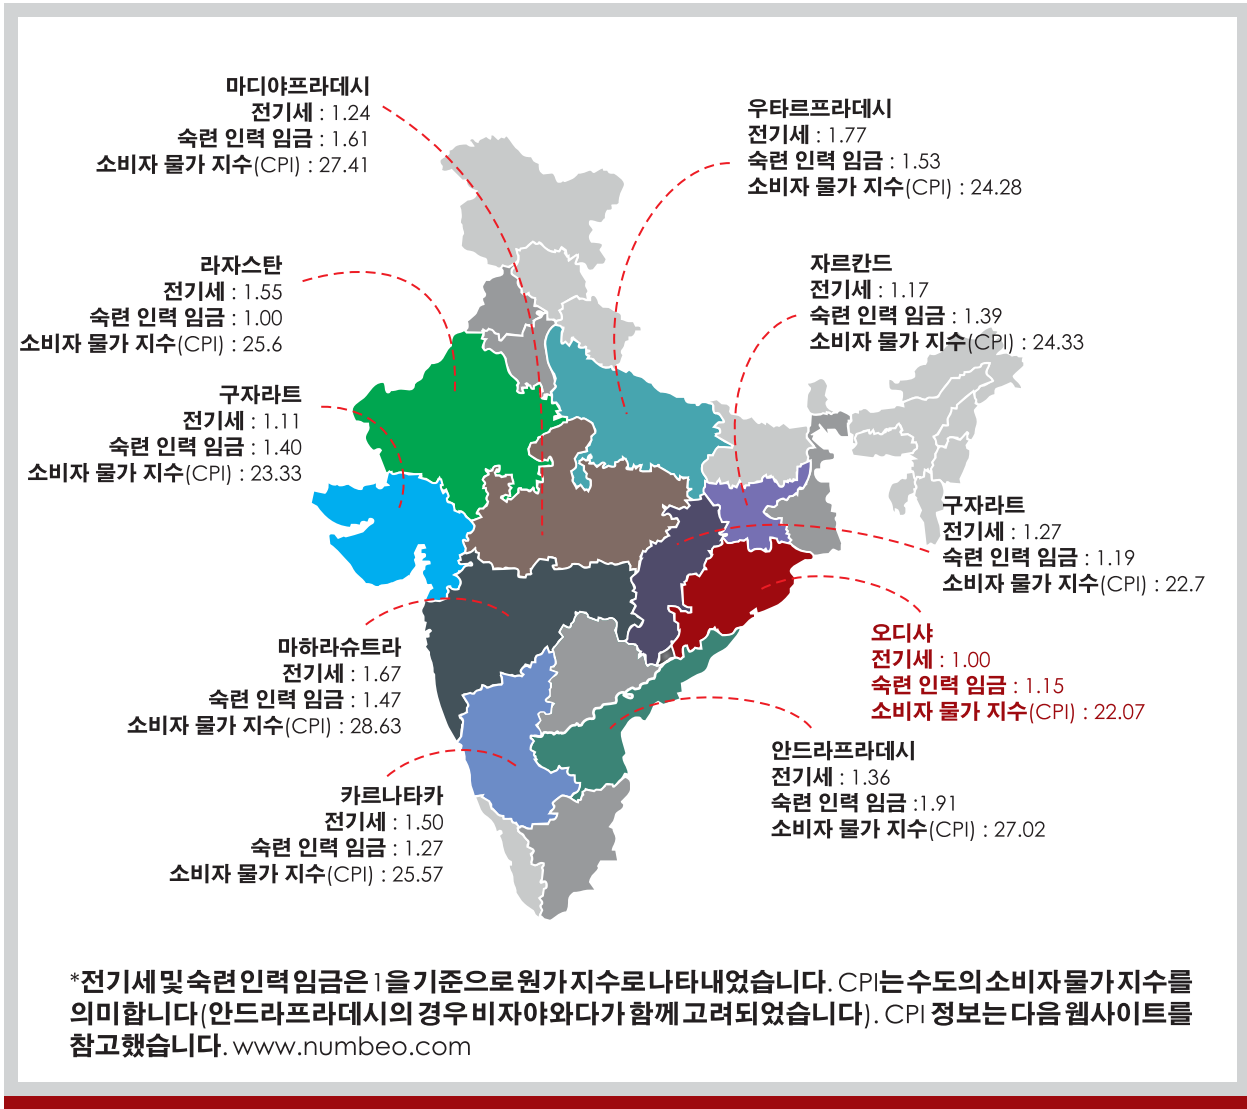 마디야프라데시
전기세 : 1.24
숙련 인력 임금 : 1.61
소비자 물가 지수(CPI) : 27.41
우타르프라데시
전기세 : 1.77
숙련 인력 임금 : 1.53
소비자 물가 지수(CPI) : 24.28
라자스탄
전기세 : 1.55
숙련 인력 임금 : 1.00
소비자 물가 지수(CPI) : 25.6
자르칸드
전기세 : 1.17
숙련 인력 임금 : 1.39
소비자 물가 지수(CPI) : 24.33
구자라트
전기세 : 1.11
숙련 인력 임금 : 1.40
소비자 물가 지수(CPI) : 23.33
구자라트
전기세 : 1.27
숙련 인력 임금 : 1.19
소비자 물가 지수(CPI) : 22.7
오디샤
전기세 : 1.00
숙련 인력 임금 : 1.15
소비자 물가 지수(CPI) : 22.07
마하라슈트라
전기세 : 1.67
숙련 인력 임금 : 1.47
소비자 물가 지수(CPI) : 28.63
안드라프라데시
전기세 : 1.36
숙련 인력 임금 :1.91
소비자 물가 지수(CPI) : 27.02
카르나타카
전기세 : 1.50
숙련 인력 임금 : 1.27
소비자 물가 지수(CPI) : 25.57
*전기세 및 숙련 인력 임금은 1을 기준으로 원가 지수로 나타내었습니다. CPI는 수도의 소비자 물가 지수를
의미합니다(안드라프라데시의 경우 비자야와다가 함께 고려되었습니다). CPI 정보는 다음 웹사이트를
참고했습니다. www.numbeo.com